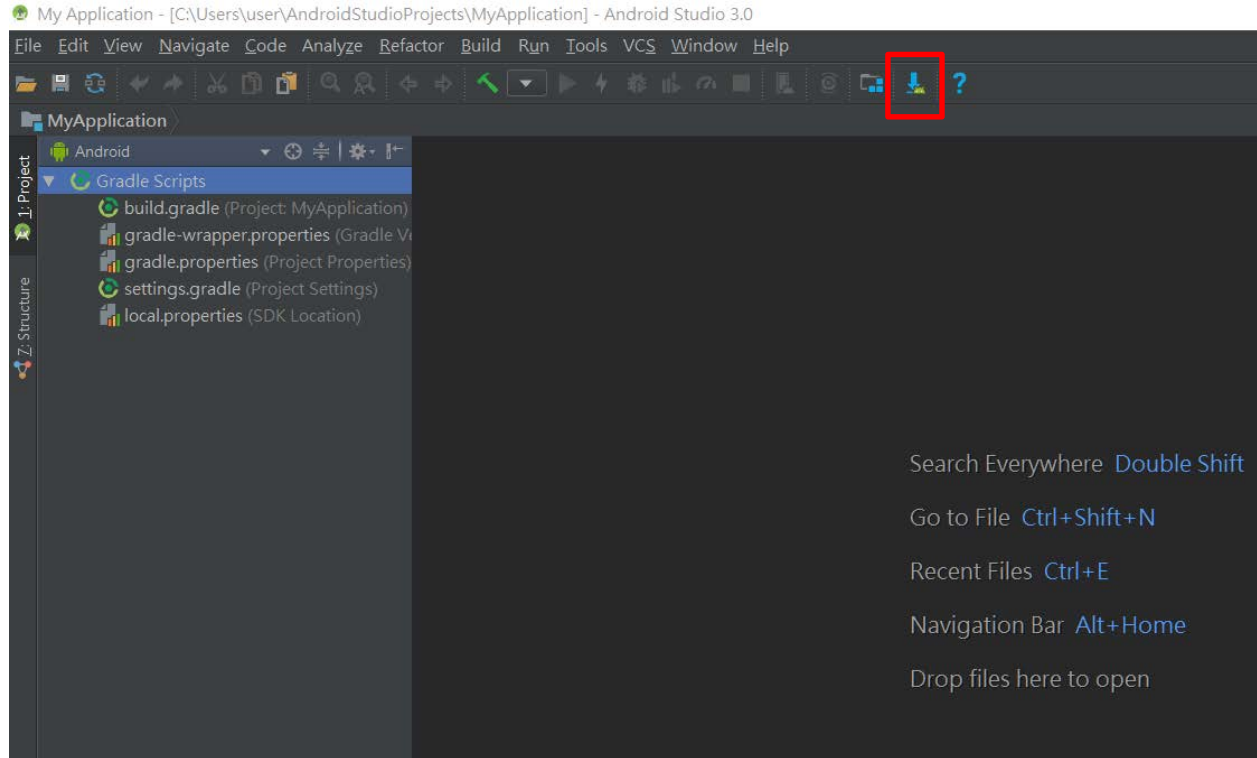 My Application - [C:\Users\user\AndroidStudioProjects\MyApplication] - Android Studio 3.0
File Edit View Navigate Code Analyze Refactor Build Run Tools VCS Window Help
?
MyApplication
1: Project
Z: Structure
Android
Gradle Scripts
build.gradle (Project: MyApplication)
gradle-wrapper.properties (Gradle Ve
gradle.properties (Project Properties)
settings.gradle (Project Settings)
local.properties (SDK Location)
Search Everywhere Double Shift
Go to File Ctrl+Shift+N
Recent Files Ctrl+E
Navigation Bar Alt+Home
Drop files here to open